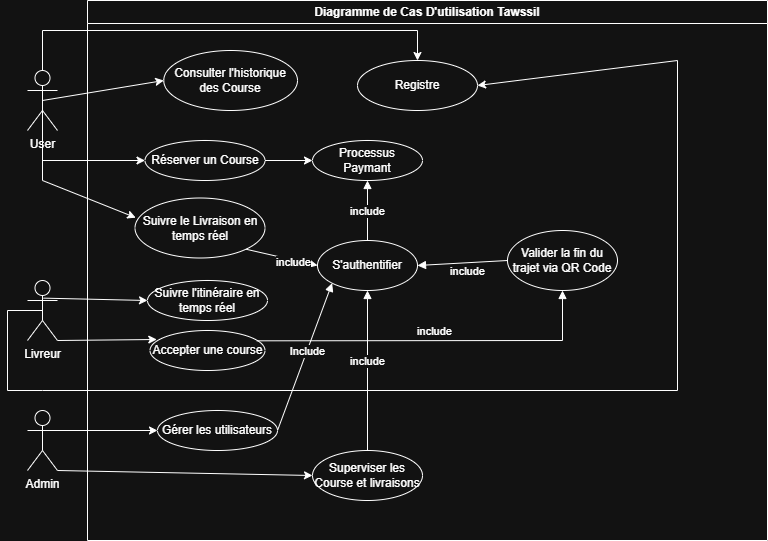 Diagramme de Cas D'utilisation Tawssil
Consulter l'historique
des Course
Registre
User
Réserver un Course
Processus
Paymant
include
Suivre le Livraison en
temps réel
include
S'authentifier
include
Valider la fin du
trajet via QR Code
Suivre l'itinéraire en
temps réel
Livreur
Accepter une course
include
Include
include
Gérer les utilisateurs
Admin
Superviser les
Course et livraisons